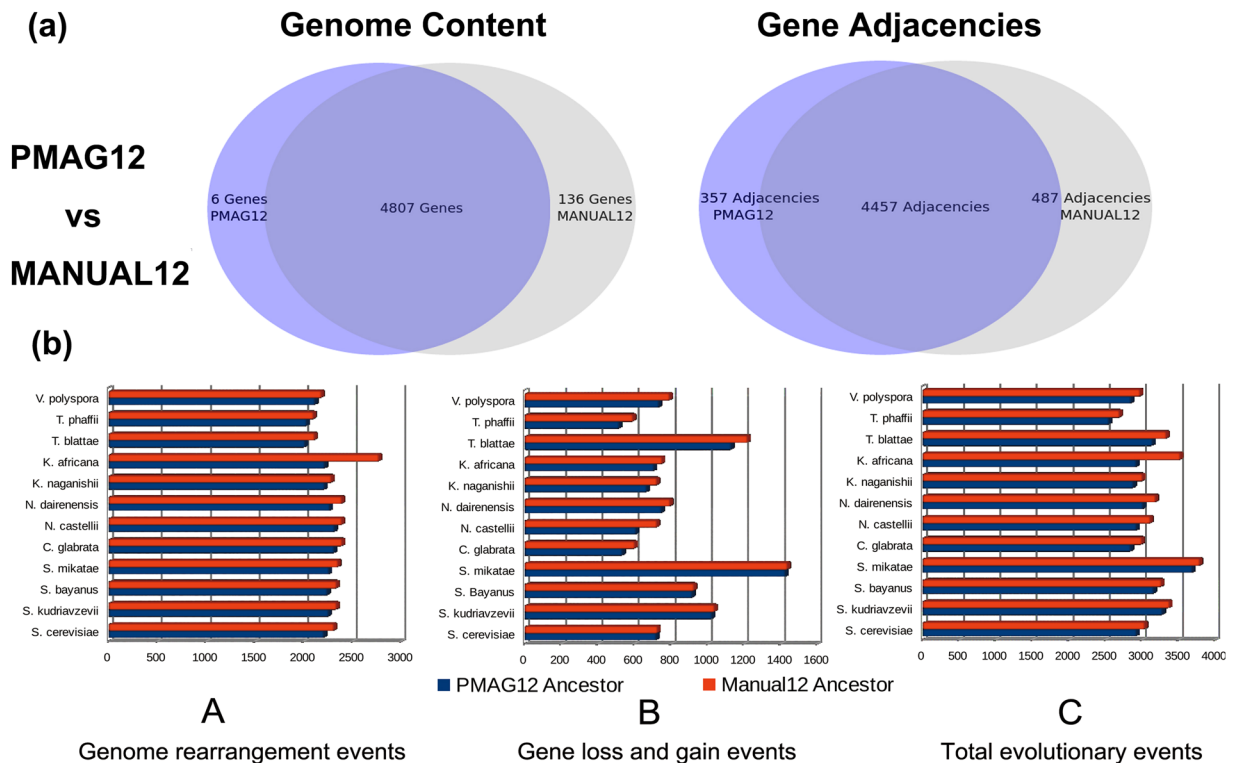 (a)
Genome Content
Gene Adjacencies
PMAG12
vs
MANUAL12
6 Genes
PMAG12
4807 Genes
136 Genes
MANUAL12
357 Adjacencies
PMAG12
4457 Adjacencies
487 Adjacencies
MANUAL12
(b)
V. polyspora
T. phaffii
T. blattae
K. africana
K. naganishii
N. dairenensis
N. castellii
C. glabrata
S. mikatae
S. bayanus
S. kudriavzevii
S. cerevisiae
0 500 1000 1500 2000 2500 3000
V. polyspora
T. phaffii
T. blattae
K. africana
K. naganishii
N. dairenensis
N. castellii
C. glabrata
S. mikatae
S. Bayanus
S. kudriavzevii
S. cerevisiae
0 200 400 600 800 1000 1200 1400 1600
V. polyspora
T. phaffii
T. blattae
K. africana
K. naganishii
N. dairenensis
N. castellii
C. glabrata
S. mikatae
S. bayanus
S. kudriavzevii
S. cerevisiae
0 500 1000 1500 2000 2500 3000 3500 4000
PMAG12 Ancestor
Manual12 Ancestor
A
B
C
Genome rearrangement events
Gene loss and gain events
Total evolutionary events